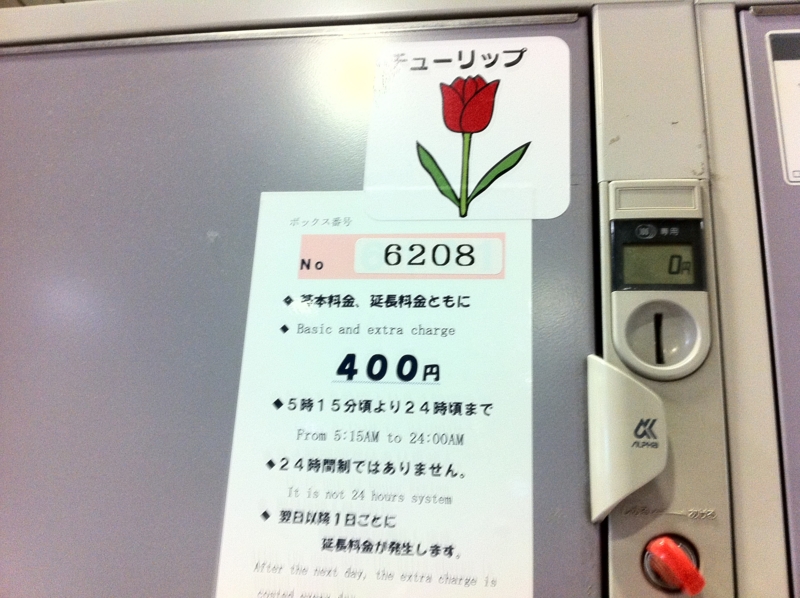 チューリップ
ボックス番号
No 6208
◆ 基本料金、延長料金ともに
◆ Basic and extra charge
400円
◆5時15分頃より24時頃まで
From 5:15AM to 24:00AM
◆24時間制ではありません。
It is not 24 hours system
◆ 翌日以降1日ごとに
延長料金が発生します。
After the next day, the extra charge is
costed every day
専用
0円
ALPHA